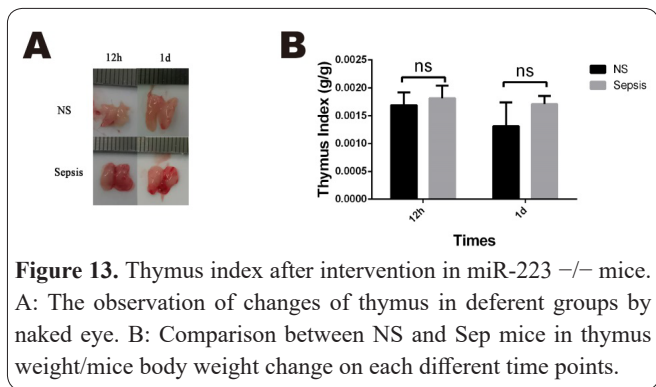 A
12h 1d
NS
Sepsis
B
Thymus Index (g/g)
0.0025
0.0020
0.0015
0.0010
0.0005
0.0000
ns
ns
NS
Sepsis
12h
1d
Times
Figure 13. Thymus index after intervention in miR-223 −/− mice.
A: The observation of changes of thymus in deferent groups by
naked eye. B: Comparison between NS and Sep mice in thymus
weight/mice body weight change on each different time points.